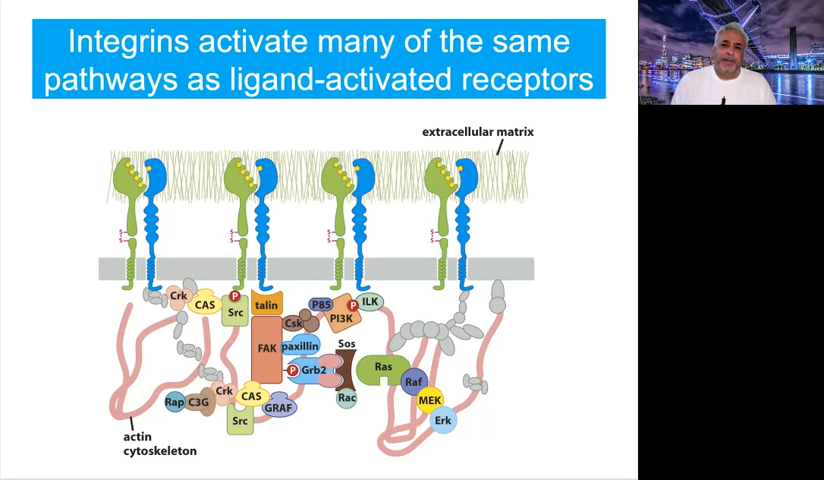 Integrins activate many of the same
pathways as ligand-activated receptors
extracellular matrix
S
S
S
S
S
S
S
S
Crk
CAS
P
Src
talin
Csk
P85
P
PI3K
ILK
FAK
paxillin
P
Grb2
Sos
Rac
Ras
Raf
MEK
Erk
Rap
C3G
Crk
CAS
GRAF
Src
actin
cytoskeleton